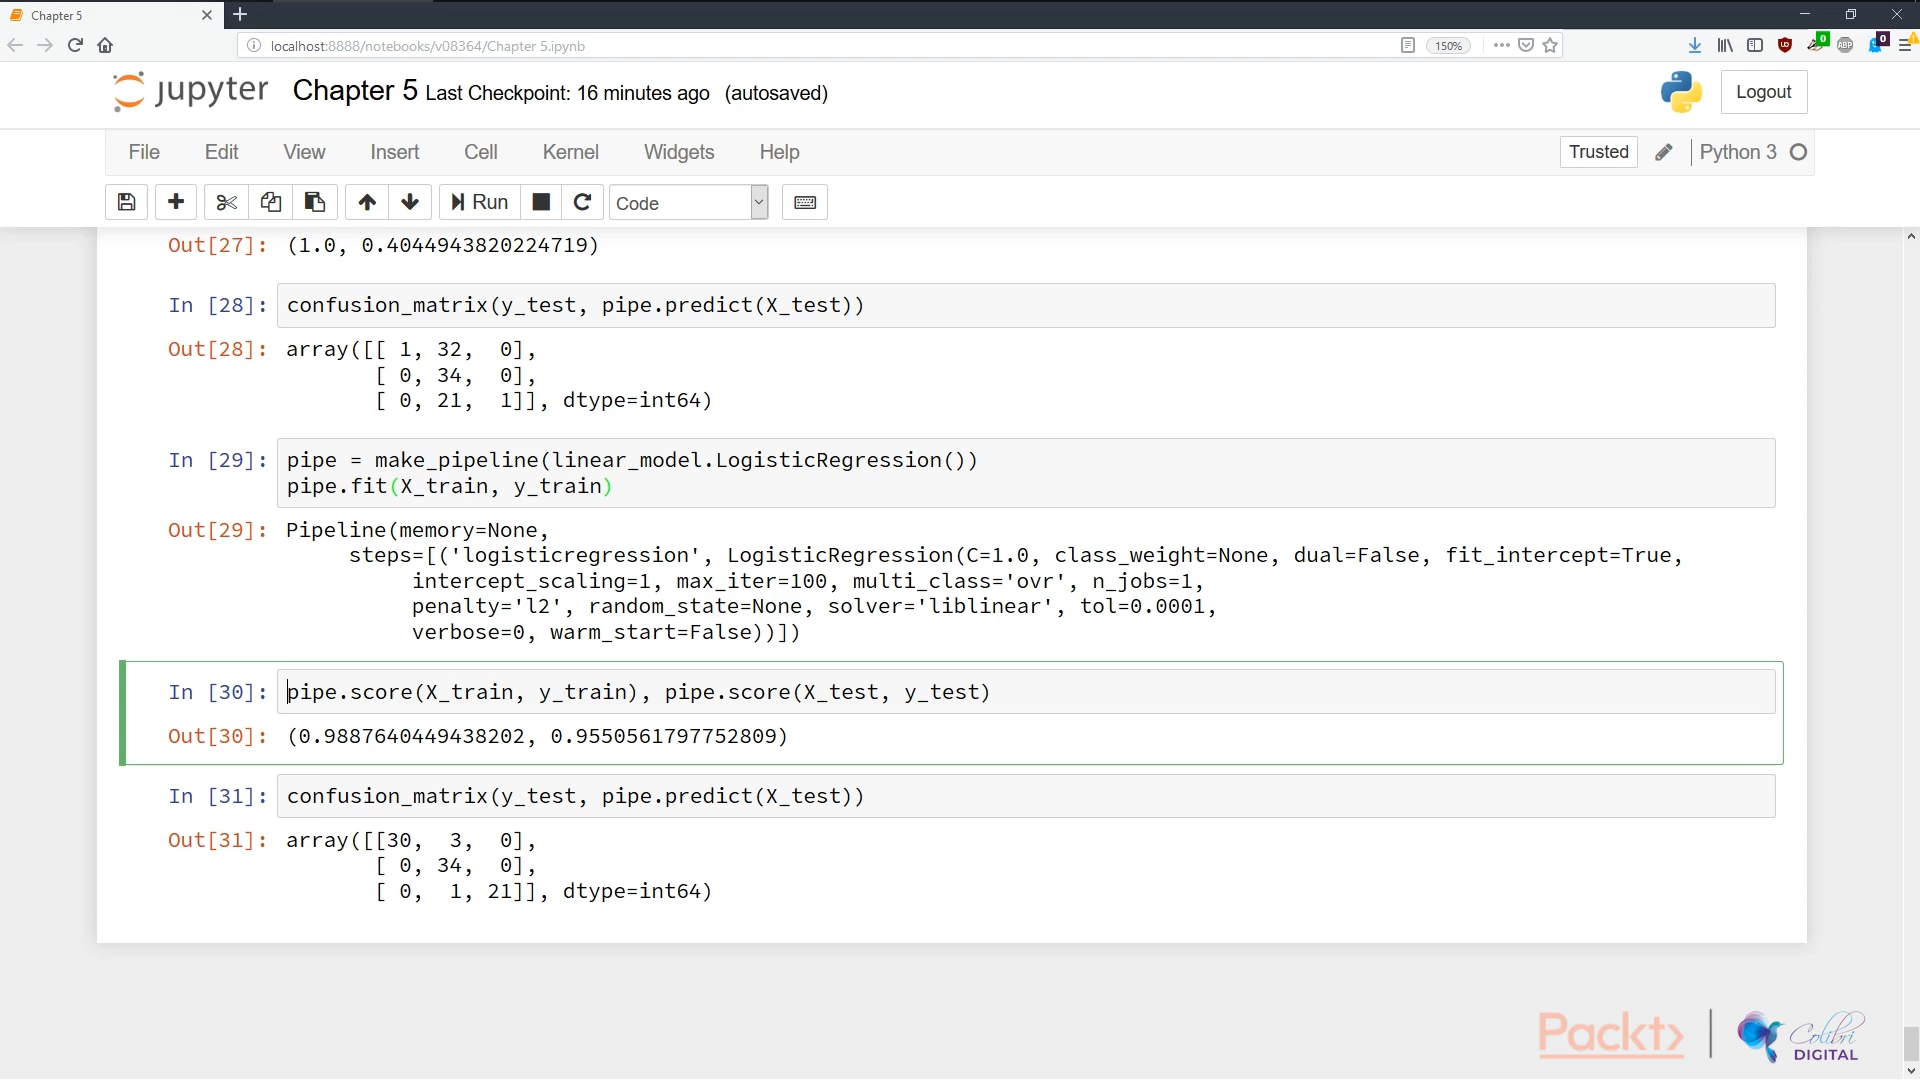 Chapter 5
localhost:8888/notebooks/v08364/Chapter 5.ipynb
150%
0
ABP
0
jupyter Chapter 5 Last Checkpoint: 16 minutes ago (autosaved)
Logout
File Edit View Insert Cell Kernel Widgets Help
Trusted Python 3
Run Code
Out[27]: (1.0, 0.4044943820224719)
In [28]: confusion_matrix(y_test, pipe.predict(X_test))
Out[28]: array([[ 1, 32,  0],
       [ 0, 34,  0],
       [ 0, 21,  1]], dtype=int64)
In [29]: pipe = make_pipeline(linear_model.LogisticRegression())
pipe.fit(X_train, y_train)
Out[29]: Pipeline(memory=None,
     steps=[('logisticregression', LogisticRegression(C=1.0, class_weight=None, dual=False, fit_intercept=True,
          intercept_scaling=1, max_iter=100, multi_class='ovr', n_jobs=1,
          penalty='l2', random_state=None, solver='liblinear', tol=0.0001,
          verbose=0, warm_start=False))])
In [30]: pipe.score(X_train, y_train), pipe.score(X_test, y_test)
Out[30]: (0.9887640449438202, 0.9550561797752809)
In [31]: confusion_matrix(y_test, pipe.predict(X_test))
Out[31]: array([[30,  3,  0],
       [ 0, 34,  0],
       [ 0,  1, 21]], dtype=int64)
Packt>
Colibri
DIGITAL